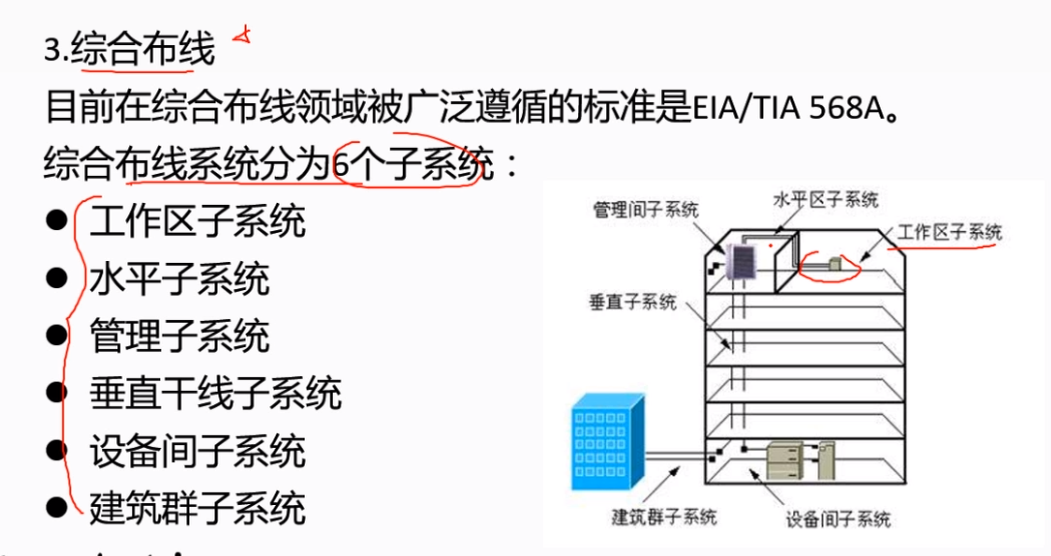 3.综合布线
目前在综合布线领域被广泛遵循的标准是EIA/TIA 568A。
综合布线系统分为6个子系统：
● 工作区子系统
● 水平子系统
● 管理子系统
● 垂直干线子系统
● 设备间子系统
● 建筑群子系统
管理间子系统
水平区子系统
工作区子系统
垂直子系统
建筑群子系统
设备间子系统